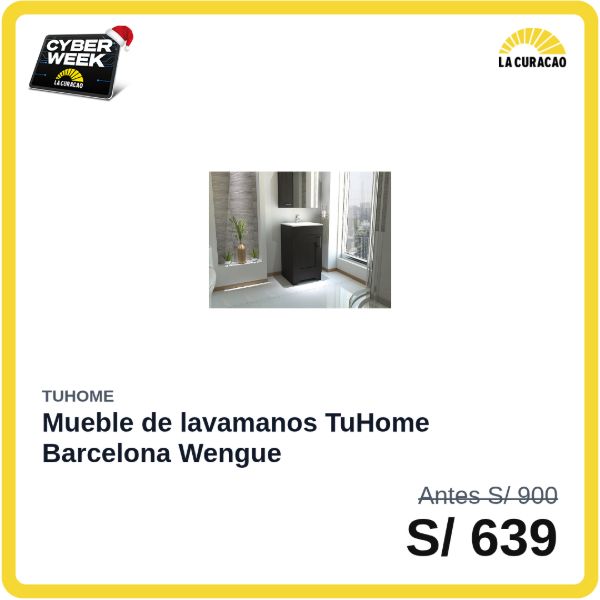 CYBER
WEEK
LA CURACAO
LA CURACAO
TUHOME
Mueble de lavamanos TuHome
Barcelona Wengue
Antes S/ 900
S/ 639